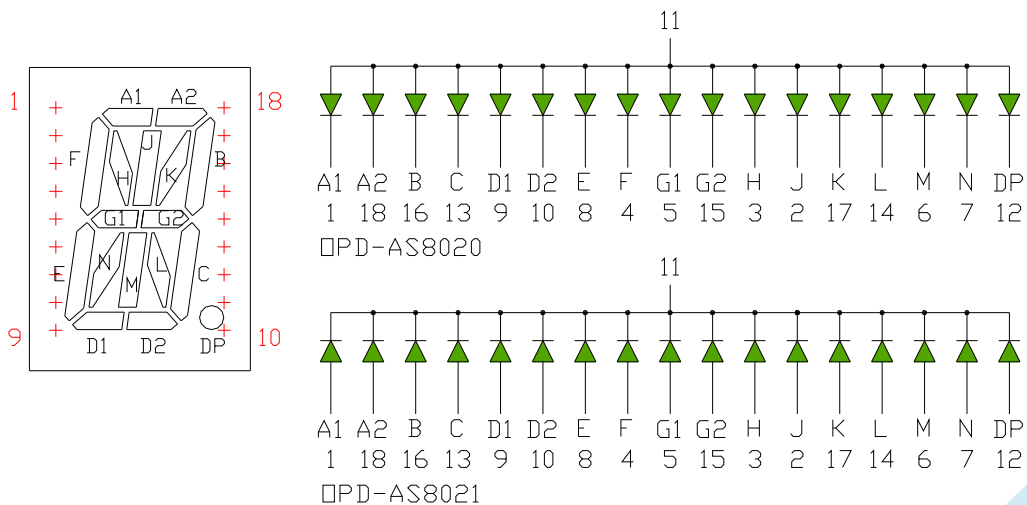 1
18
9
10
A1 A2
J
F
B
H
K
G1 G2
N
L
E
C
M
D1 D2 DP
11
A1 A2 B C D1 D2 E F G1 G2 H J K L M N DP
1 18 16 13 9 10 8 4 5 15 3 2 17 14 6 7 12
OPD-AS8020
11
A1 A2 B C D1 D2 E F G1 G2 H J K L M N DP
1 18 16 13 9 10 8 4 5 15 3 2 17 14 6 7 12
OPD-AS8021